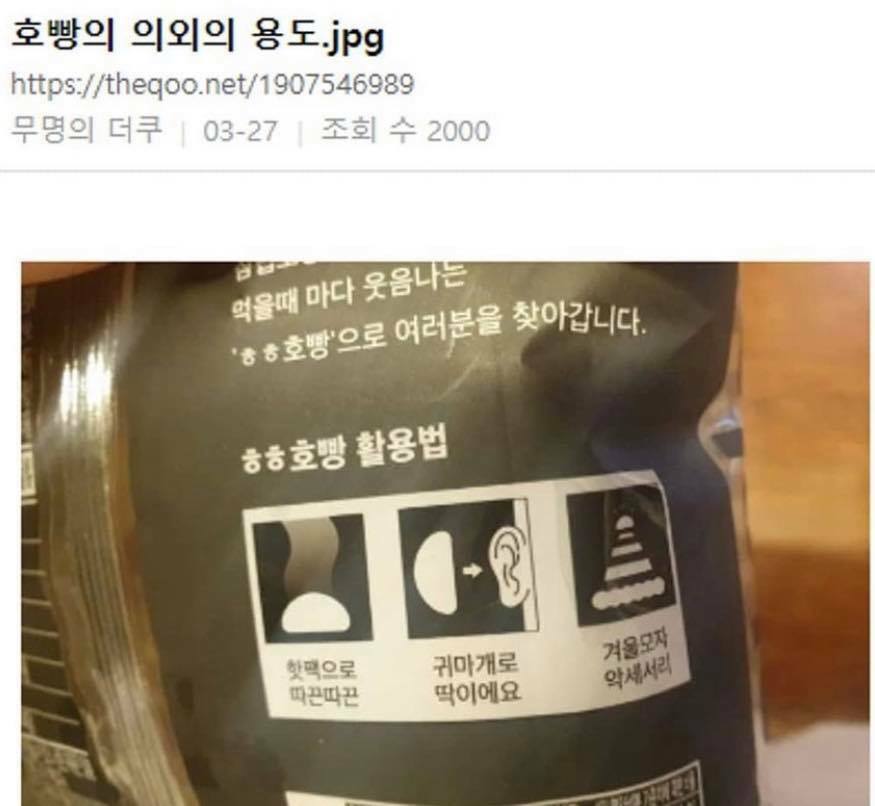 호빵의 의외의 용도.jpg
https://theqoo.net/1907546989
무명의 더쿠 | 03-27 | 조회 수 2000
먹을때 마다 웃음나는
'ㅎㅎ호빵'으로 여러분을 찾아갑니다.
ㅎㅎ호빵 활용법
핫팩으로
따끈따끈
귀마개로
딱이에요
겨울모자
악세서리